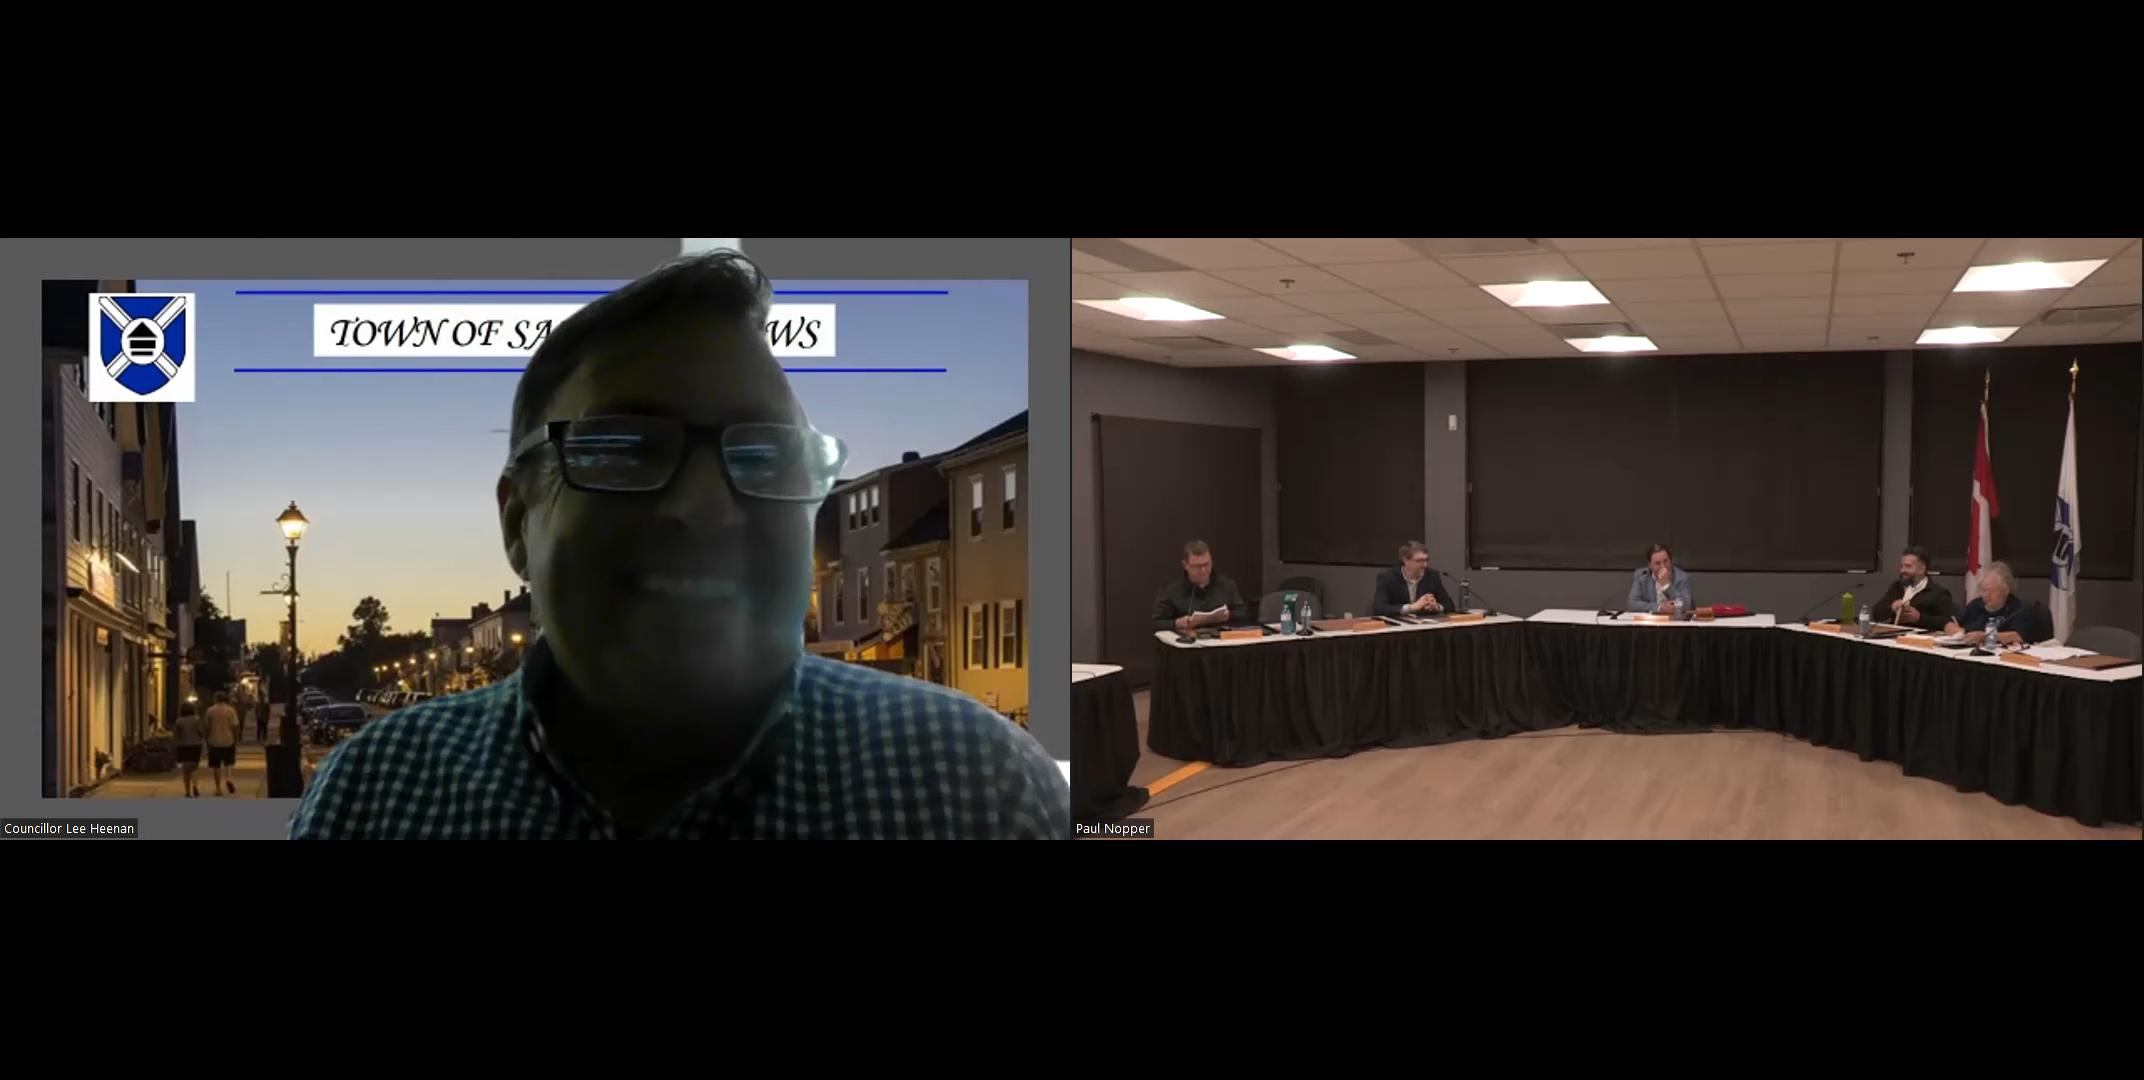 TOWN OF SA WS
Councillor Lee Heenan
Paul Nopper